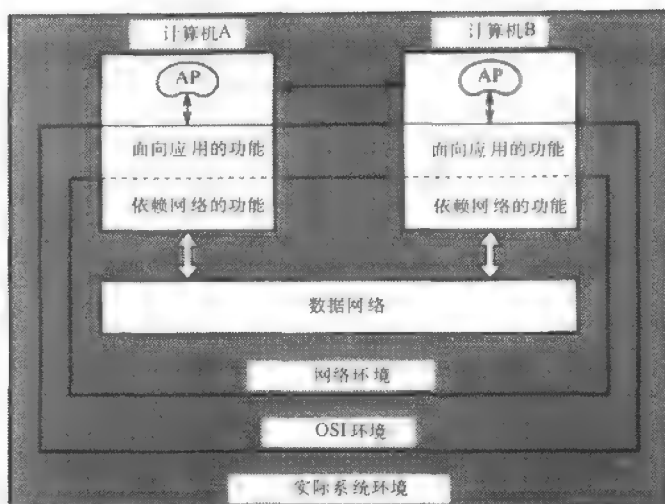 计算机A
计算机B
AP
AP
面向应用的功能
面向应用的功能
依赖网络的功能
依赖网络的功能
数据网络
网络环境
OSI环境
实际系统环境